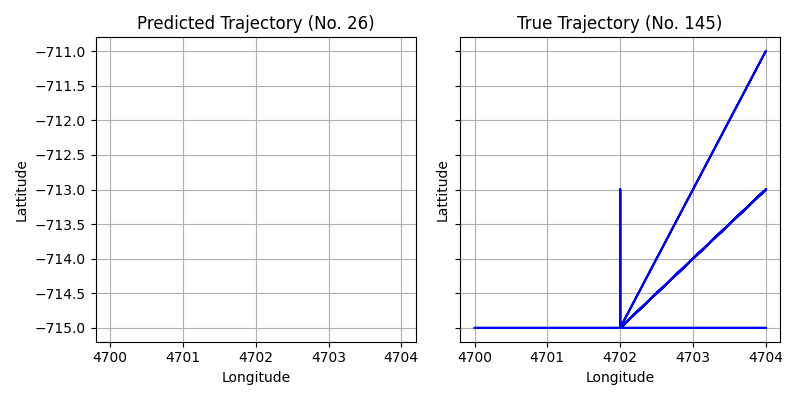 Predicted Trajectory (No. 26)
−711.0
−711.5
−712.0
−712.5
−713.0
−713.5
−714.0
−714.5
−715.0
Lattitude
4700 4701 4702 4703 4704
Longitude
True Trajectory (No. 145)
Lattitude
4700 4701 4702 4703 4704
Longitude